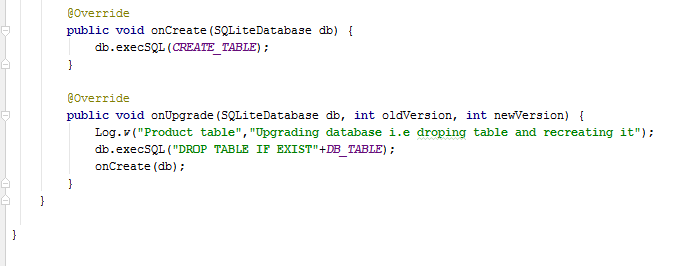 @Override
public void onCreate(SQLiteDatabase db) {
db.execSQL(CREATE_TABLE);
}
@Override
public void onUpgrade(SQLiteDatabase db, int oldVersion, int newVersion) {
Log.v("Product table","Upgrading database i.e droping table and recreating it");
db.execSQL("DROP TABLE IF EXIST"+DB_TABLE);
onCreate(db);
}
}
}